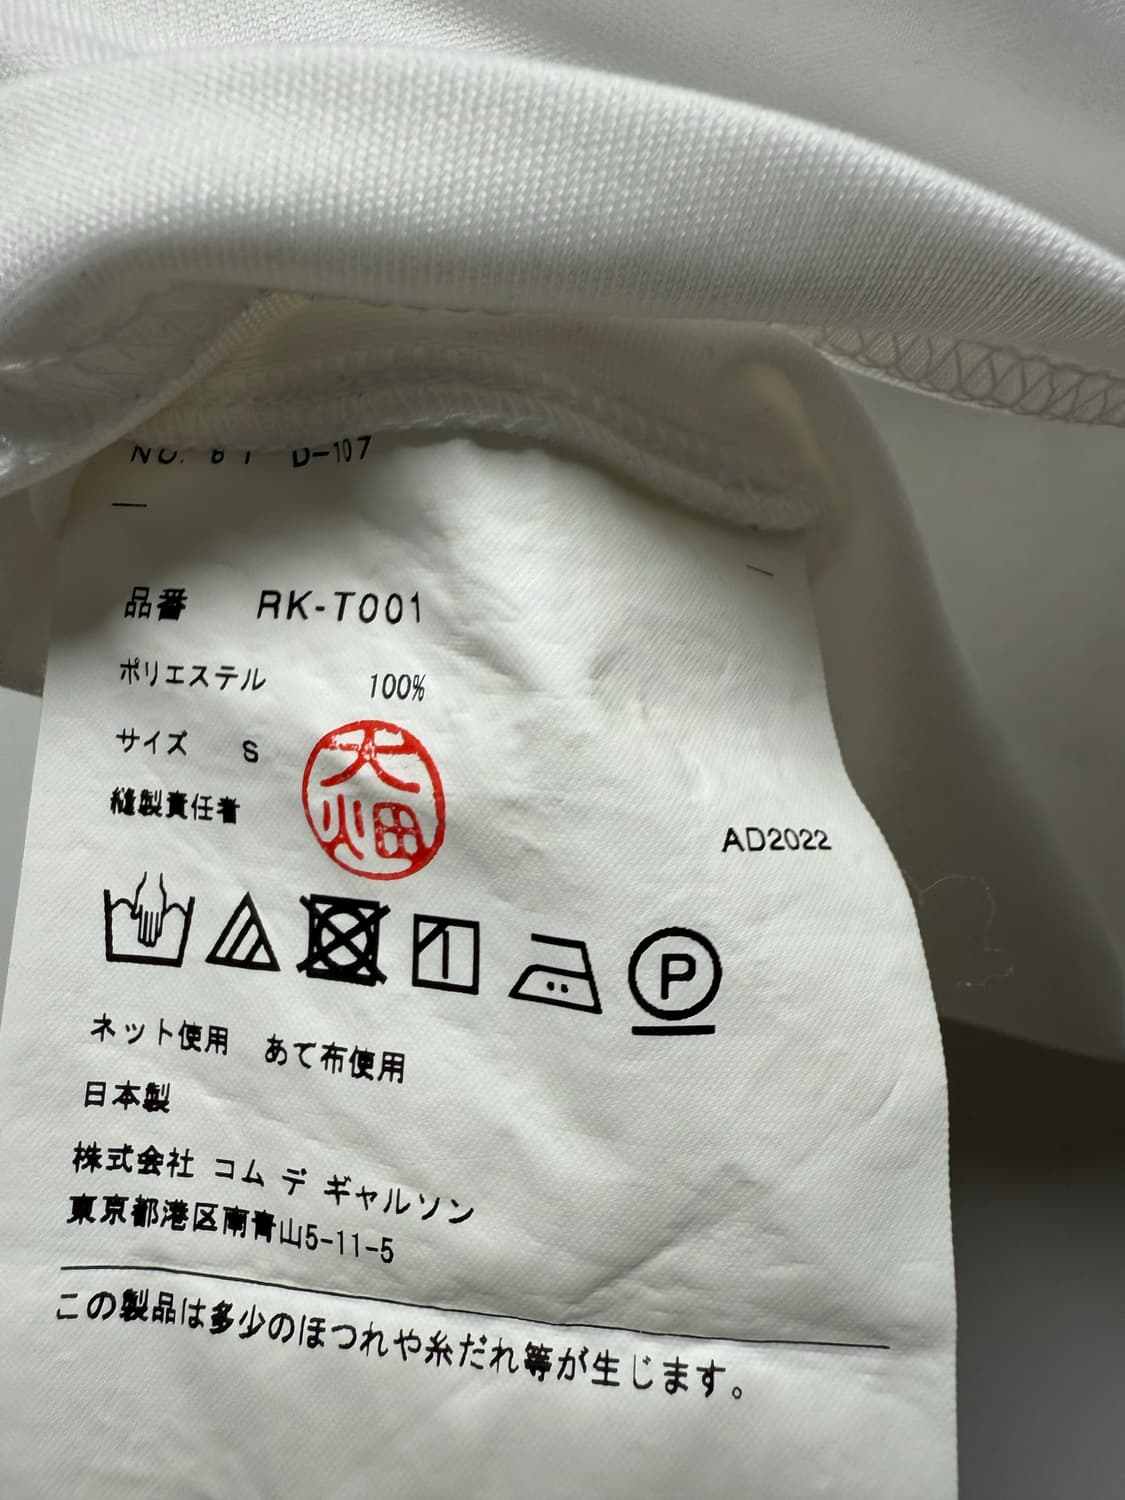 D-107
品番 RK-T001
ポリエステル 100%
サイズ S
縫製責任者
大畑
AD2022
P
ネット使用 あて布使用
日本製
株式会社 コム デ ギャルソン
東京都港区南青山5-11-5
この製品は多少のほつれや糸だれ等が生じます。